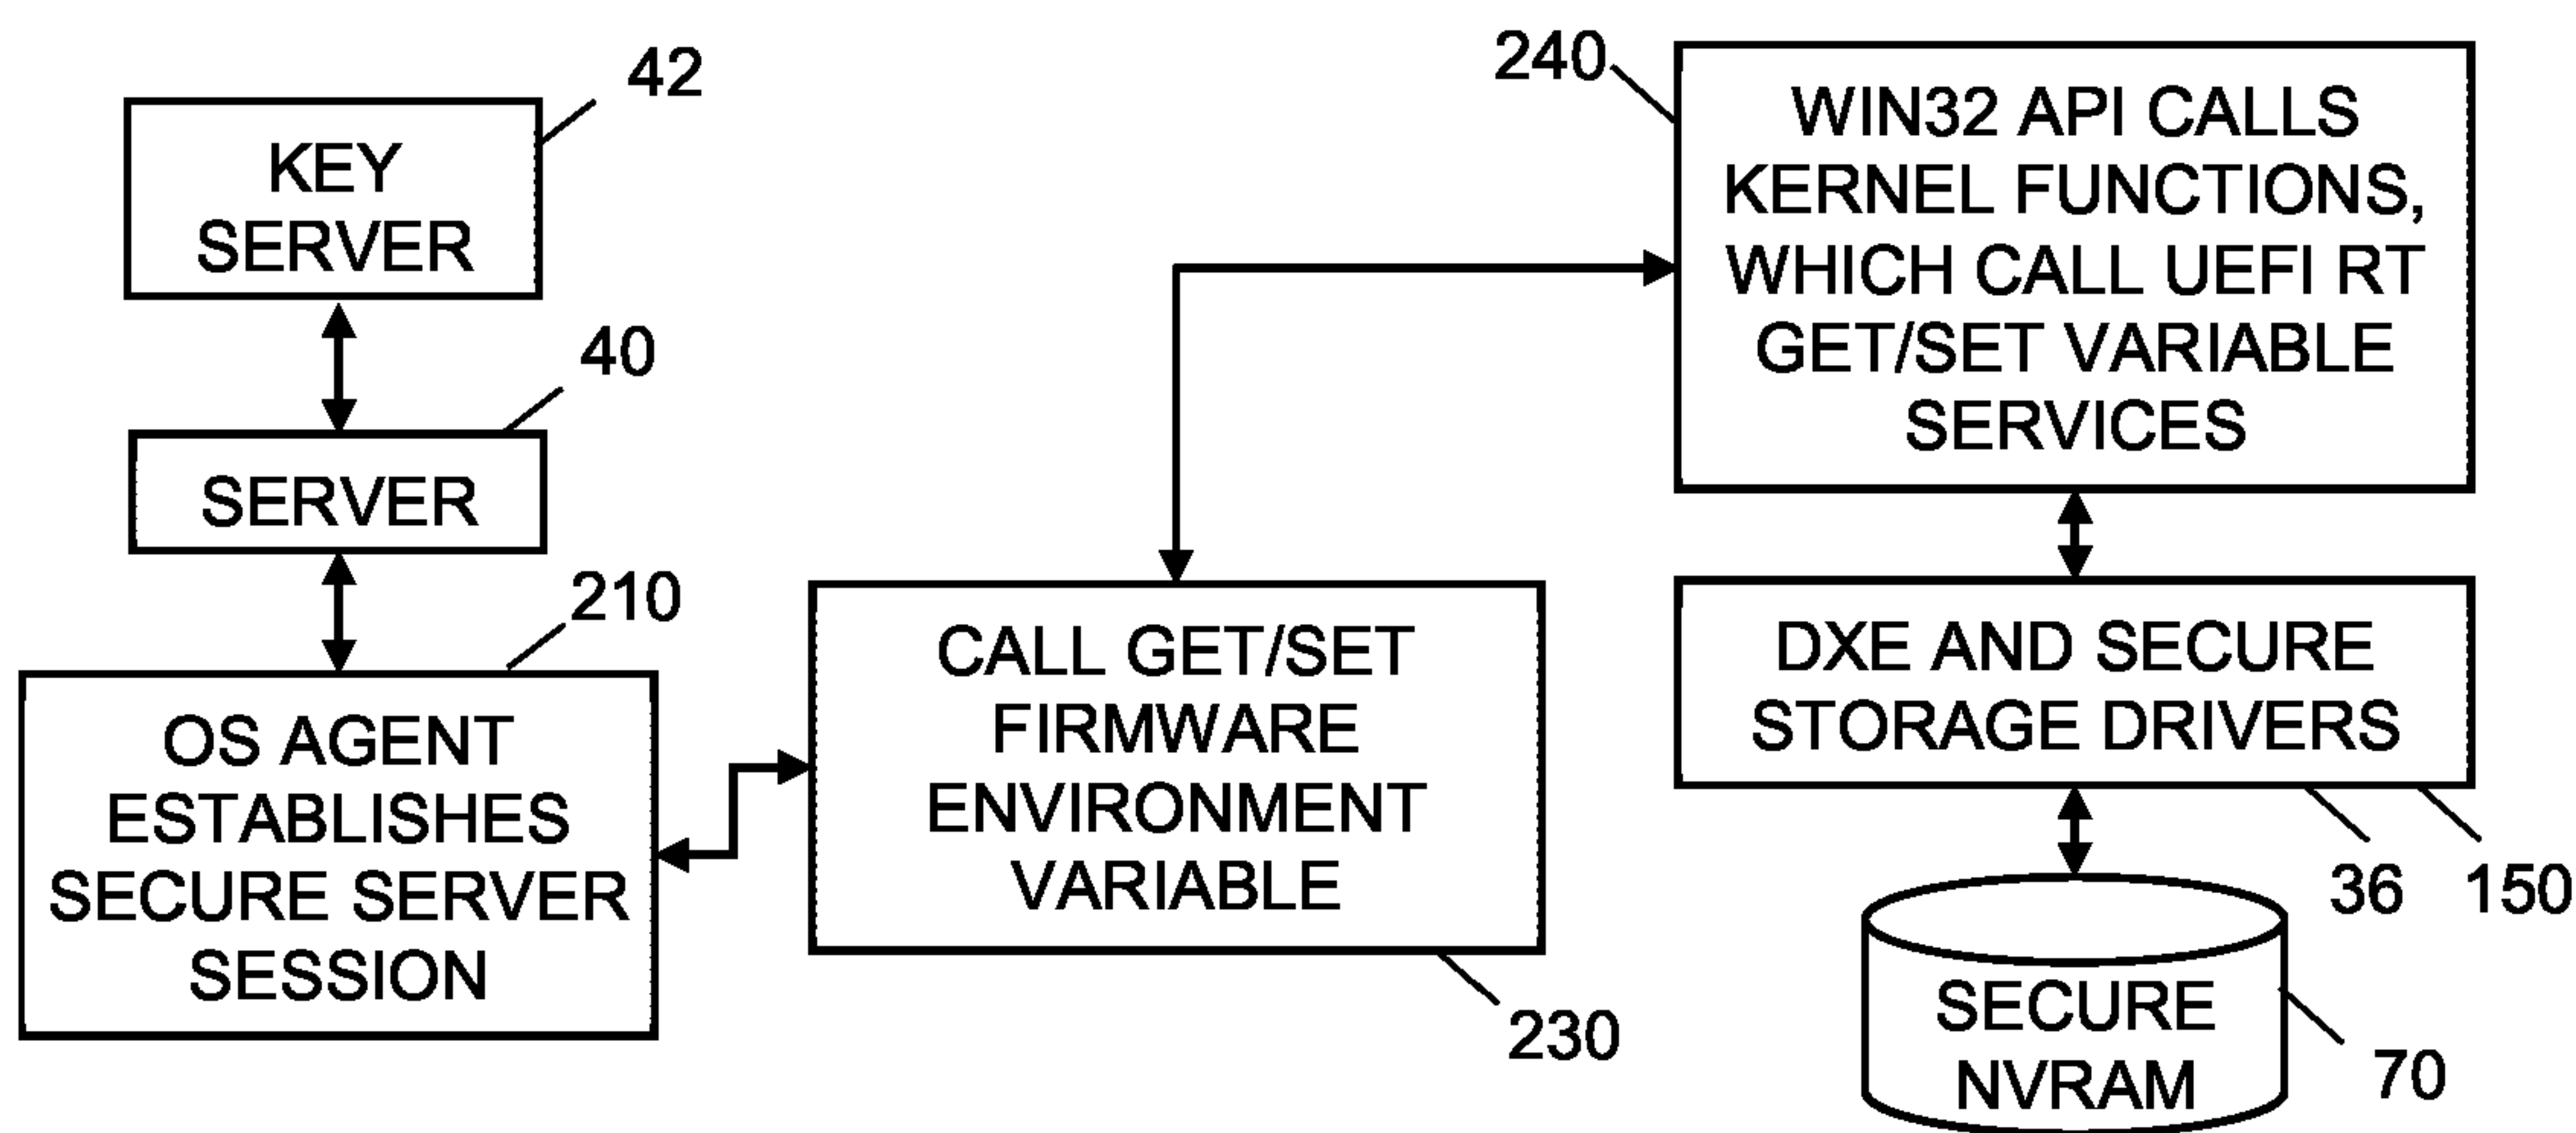 42
KEY
SERVER
40
SERVER
210
OS AGENT
ESTABLISHES
SECURE SERVER
SESSION
CALL GET/SET
FIRMWARE
ENVIRONMENT
VARIABLE
230
240
WIN32 API CALLS
KERNEL FUNCTIONS,
WHICH CALL UEFI RT
GET/SET VARIABLE
SERVICES
DXE AND SECURE
STORAGE DRIVERS
36 150
SECURE
NVRAM
70